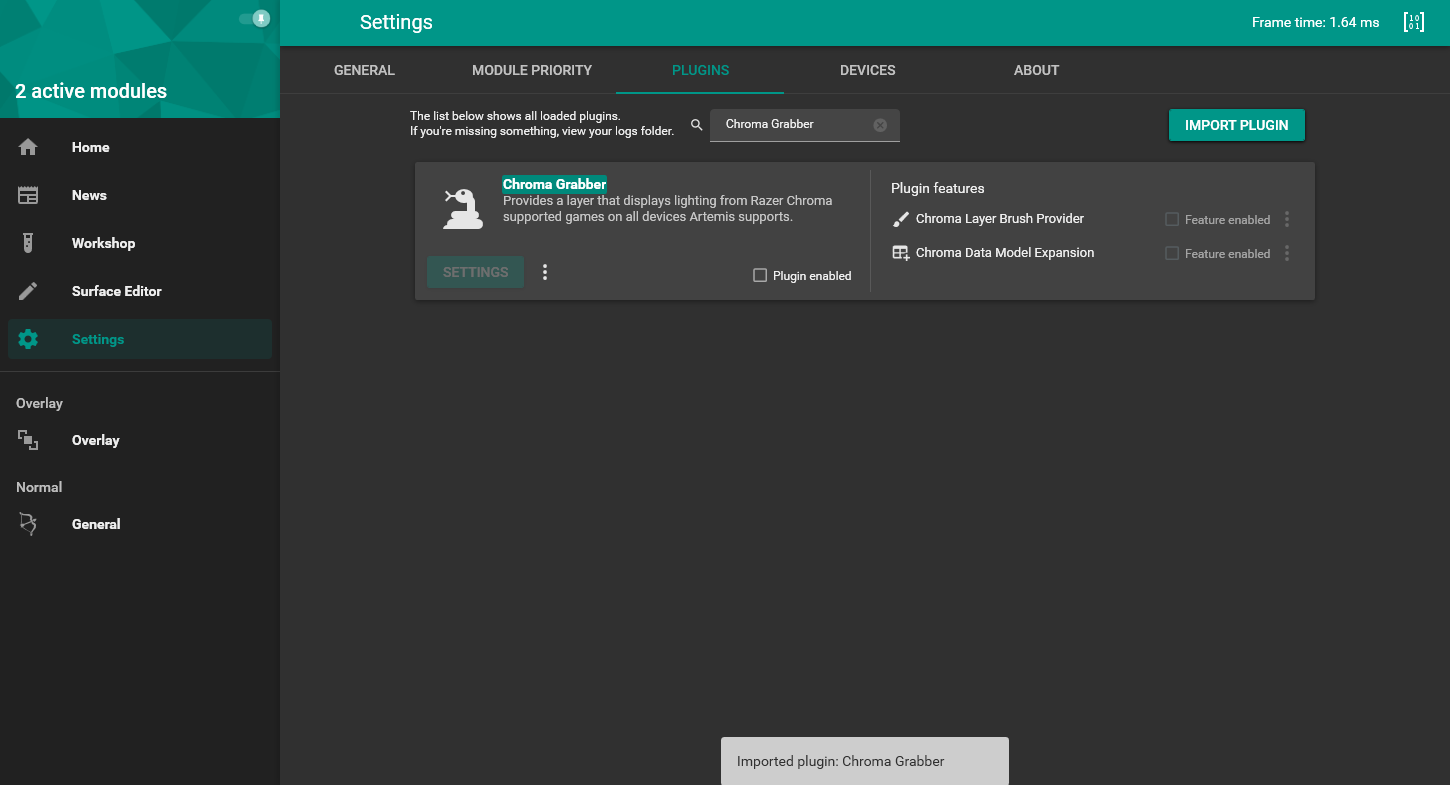 Settings
Frame time: 1.64 ms
10
01
2 active modules
GENERAL
MODULE PRIORITY
PLUGINS
DEVICES
ABOUT
Home
News
Workshop
Surface Editor
Settings
Overlay
Overlay
Normal
General
The list below shows all loaded plugins.
If you're missing something, view your logs folder.
Chroma Grabber
IMPORT PLUGIN
Chroma Grabber
Provides a layer that displays lighting from Razer Chroma
supported games on all devices Artemis supports.
SETTINGS
Plugin enabled
Plugin features
Chroma Layer Brush Provider
Feature enabled
Chroma Data Model Expansion
Feature enabled
Imported plugin: Chroma Grabber